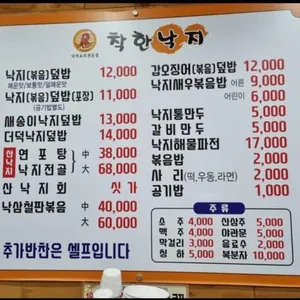 착한낙지
낙지(볶음)덮밥 12,000
매운맛/보통맛/덜매운맛
낙지(볶음)덮밥(포장) 11,000
(공기밥별도)
새송이낙지덮밥 13,000
더덕낙지덮밥 14,000
산낙지 연포탕 中 38,000
낙지전골 大 68,000
산낙지회 싯가
낙삼철판볶음 中 40,000
大 60,000
추가반찬은 셀프입니다
갑오징어(볶음)덮밥 12,000
낙지새우볶음밥 어른 9,000
어린이 6,000
낙지통만두 5,000
갈비만두 5,000
낙지해물파전 17,000
볶음밥 2,000
사리(떡,우동,라면) 2,000
공기밥 1,000
주류
소주 4,000 산삼주 5,000
맥주 4,000 야관문 5,000
막걸리 3,000 음료수 2,000
청하 5,000 복분자 10,000